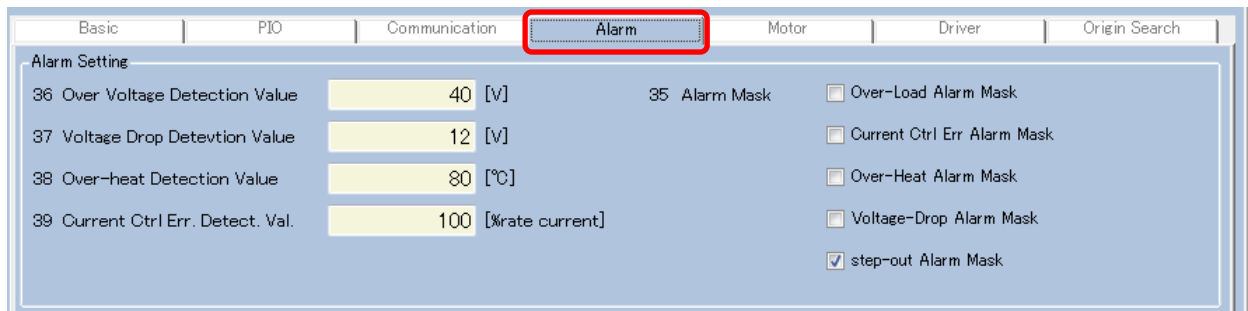 Basic PIO Communication Alarm Motor Driver Origin Search
Alarm Setting
36 Over Voltage Detection Value 40 [V] 35 Alarm Mask Over-Load Alarm Mask
37 Voltage Drop Detevtion Value 12 [V] Current Ctrl Err Alarm Mask
38 Over-heat Detection Value 80 [℃] Over-Heat Alarm Mask
39 Current Ctrl Err. Detect. Val. 100 [%rate current] Voltage-Drop Alarm Mask
step-out Alarm Mask